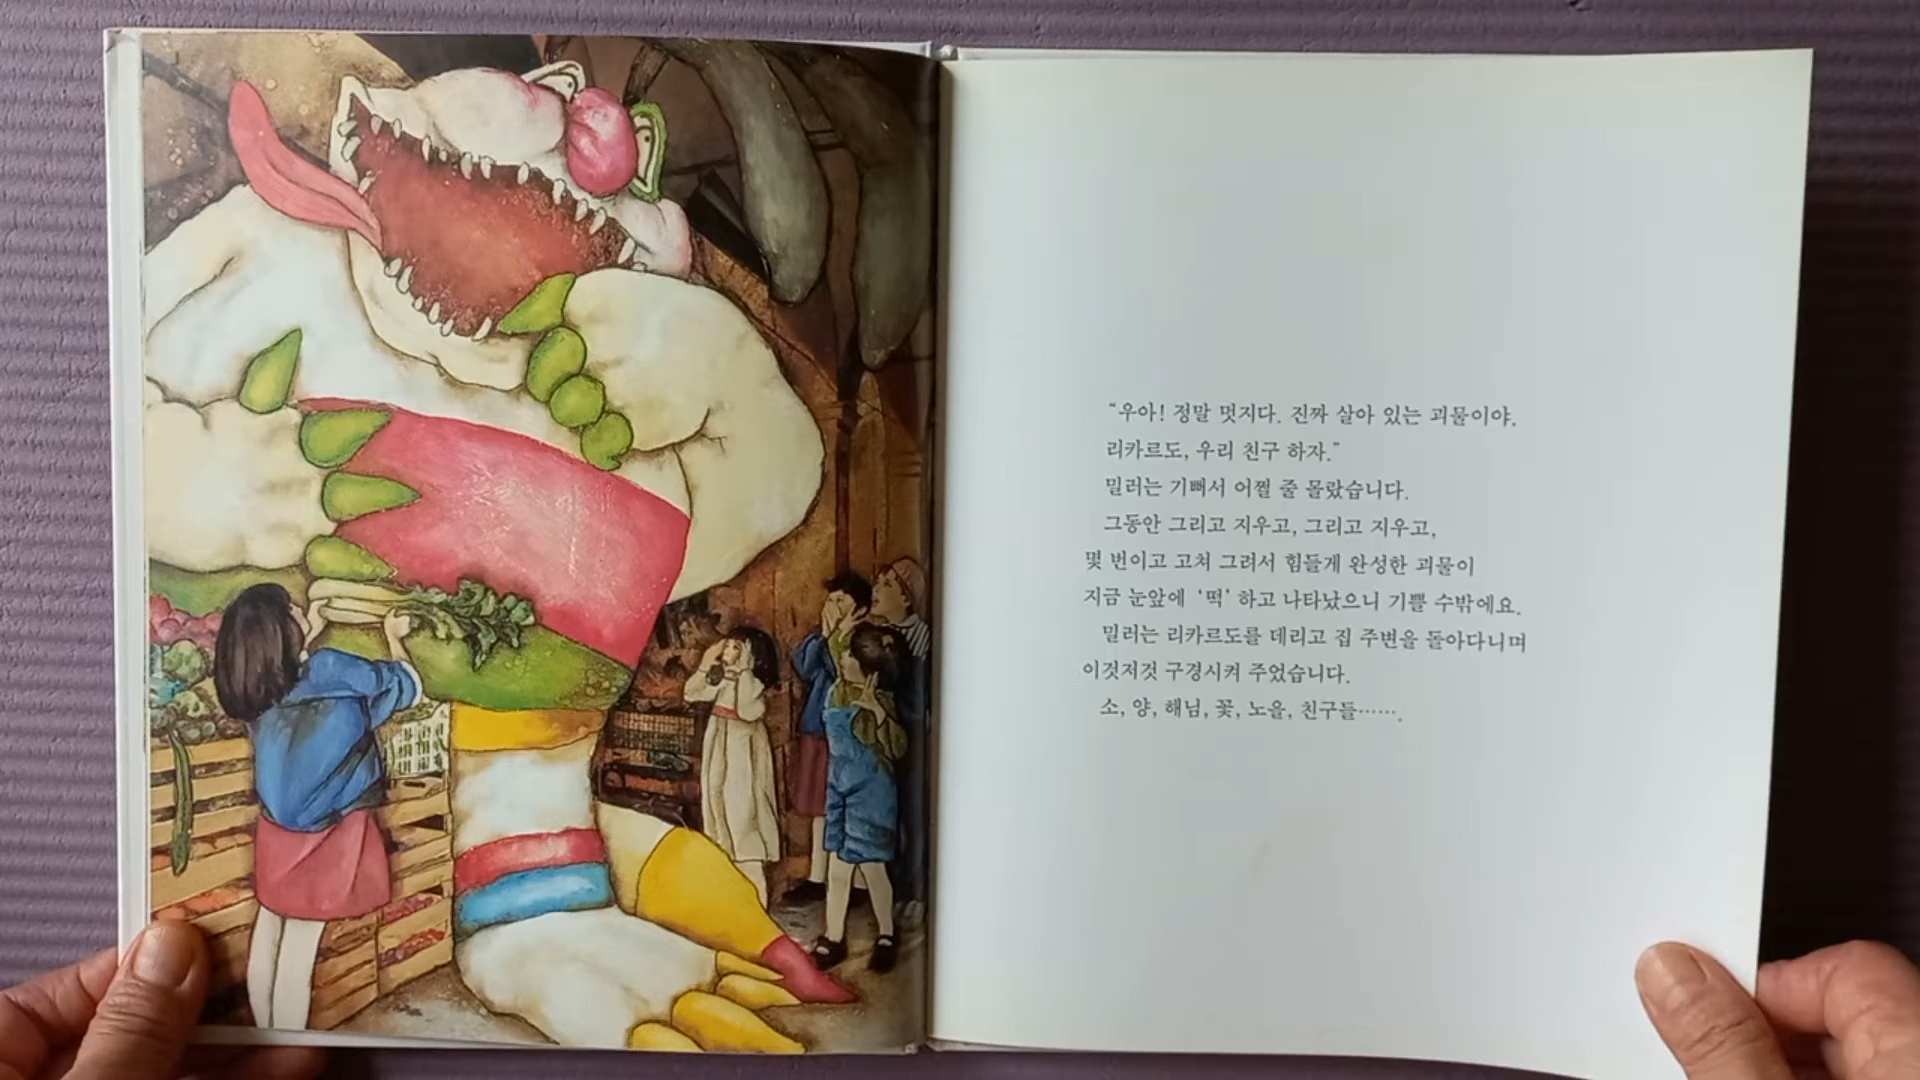 “우아! 정말 멋지다. 진짜 살아 있는 괴물이야.
리카르도, 우리 친구 하자.”
밀러는 기뻐서 어쩔 줄 몰랐습니다.
그동안 그리고 지우고, 그리고 지우고,
몇 번이고 고쳐 그려서 힘들게 완성한 괴물이
지금 눈앞에 ‘떡’ 하고 나타났으니 기쁠 수밖에요.
밀러는 리카르도를 데리고 집 주변을 돌아다니며
이것저것 구경시켜 주었습니다.
소, 양, 해님, 꽃, 노을, 친구들…….